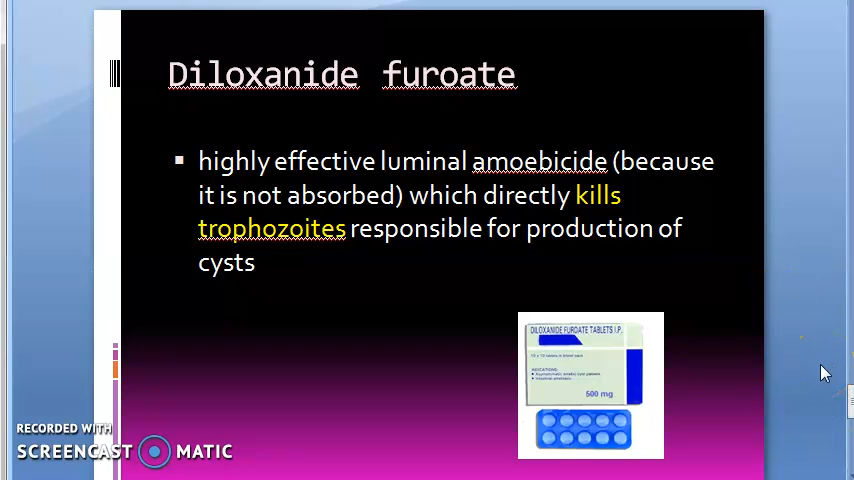 Diloxanide furoate
▪ highly effective luminal amoebicide (because
it is not absorbed) which directly kills
trophozoites responsible for production of
cysts
DILOXANIDE FUROATE TABLETS I.P.
INDICATIONS:
500 mg
RECORDED WITH
SCREENCAST MATIC